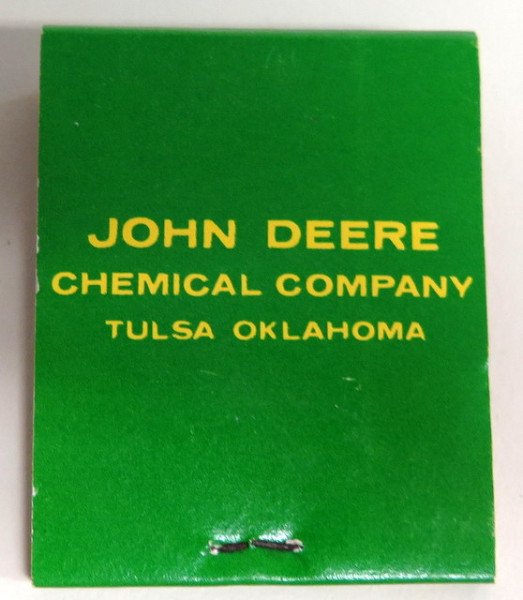 JOHN DEERE
CHEMICAL COMPANY
TULSA OKLAHOMA